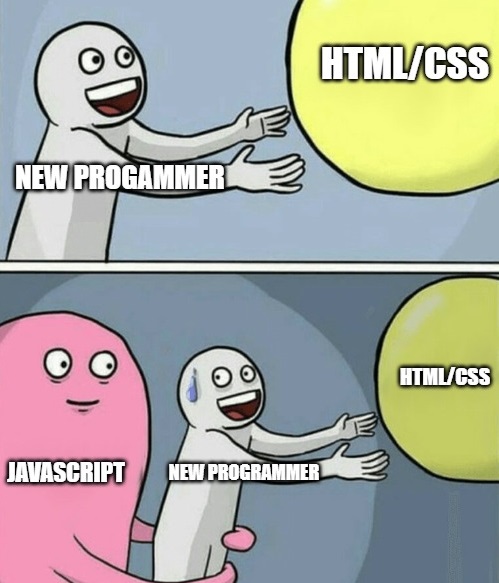 HTML/CSS
NEW PROGAMMER
HTML/CSS
JAVASCRIPT
NEW PROGRAMMER